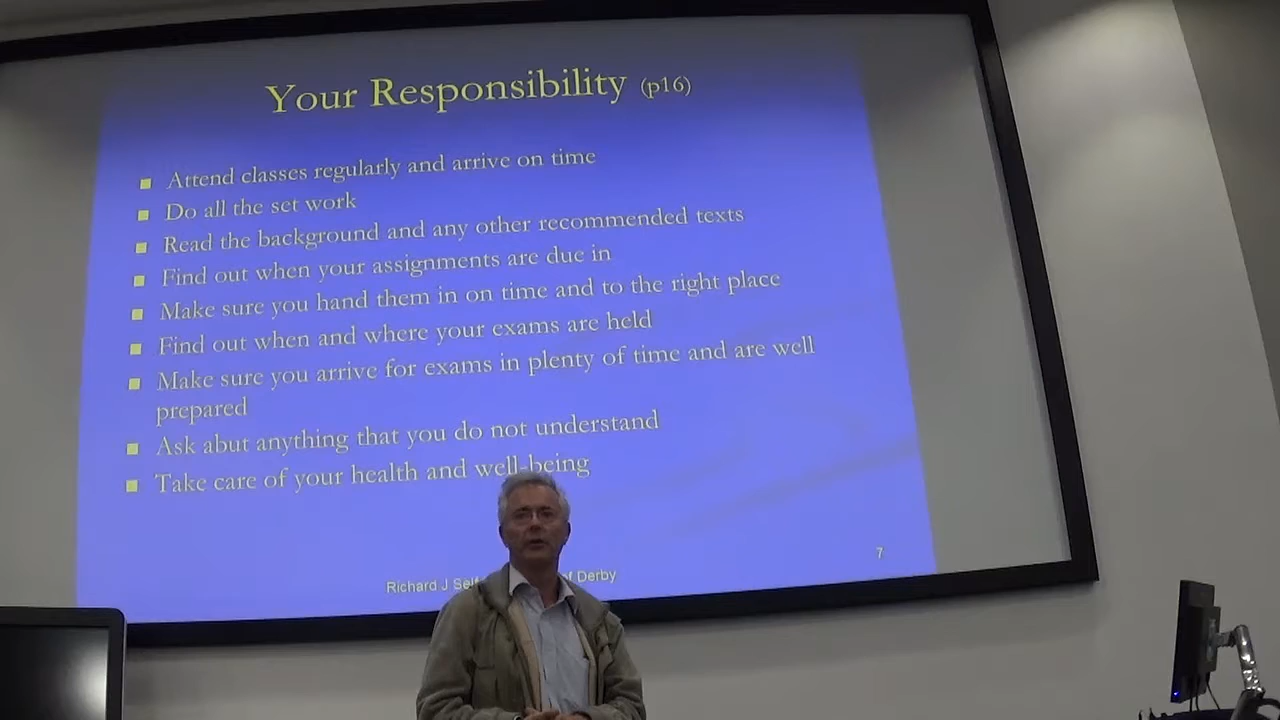 Your Responsibility (p16)
Attend classes regularly and arrive on time
Do all the set work
Read the background and any other recommended texts
Find out when your assignments are due in
Make sure you hand them in on time and to the right place
Find out when and where your exams are held
Make sure you arrive for exams in plenty of time and are well
prepared
Ask abut anything that you do not understand
Take care of your health and well-being
Richard J Self of Derby
7